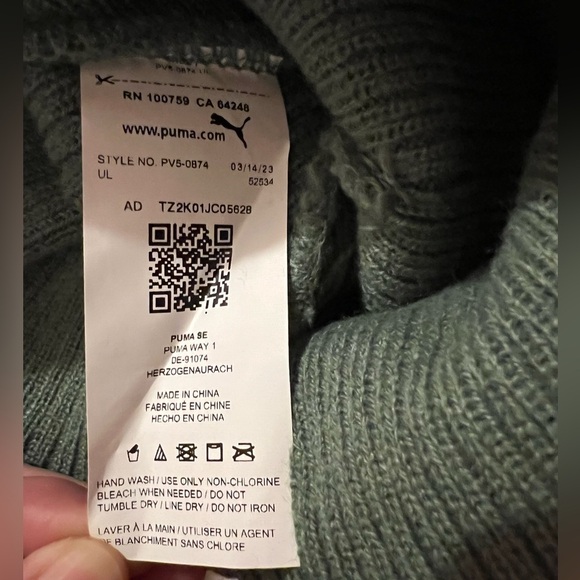 RN 100759 CA 64248
www.puma.com
STYLE NO. PV5-0874 03/14/23
UL 52534
AD TZ2K01JC05628
PUMA SE
PUMA WAY 1
DE-91074
HERZOGENAURACH
MADE IN CHINA
FABRIQUÉ EN CHINE
HECHO EN CHINA
HAND WASH / USE ONLY NON-CHLORINE
BLEACH WHEN NEEDED / DO NOT
TUMBLE DRY / LINE DRY / DO NOT IRON
LAVER À LA MAIN / UTILISER UN AGENT
DE BLANCHIMENT SANS CHLORE